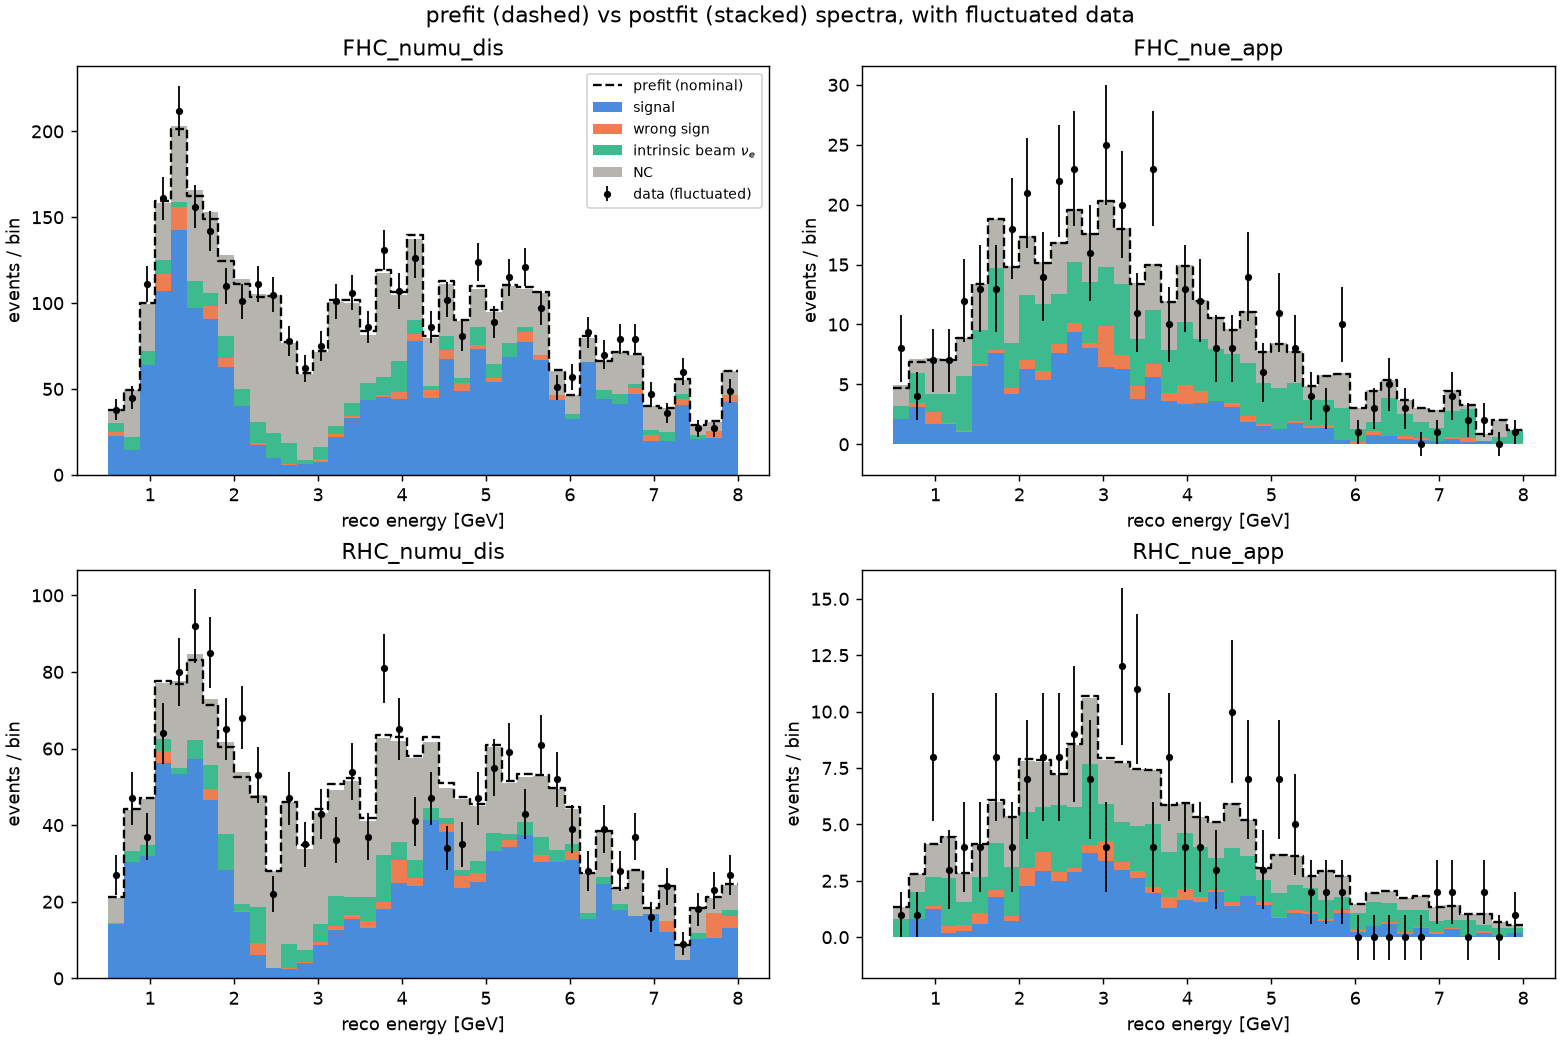 prefit (dashed) vs postfit (stacked) spectra, with fluctuated data
FHC_numu_dis
events / bin
200
150
100
50
0
1 2 3 4 5 6 7 8
reco energy [GeV]
prefit (nominal)
signal
wrong sign
intrinsic beam νₑ
NC
data (fluctuated)
FHC_nue_app
events / bin
30
25
20
15
10
5
0
1 2 3 4 5 6 7 8
reco energy [GeV]
RHC_numu_dis
events / bin
100
80
60
40
20
0
1 2 3 4 5 6 7 8
reco energy [GeV]
RHC_nue_app
events / bin
15.0
12.5
10.0
7.5
5.0
2.5
0.0
1 2 3 4 5 6 7 8
reco energy [GeV]